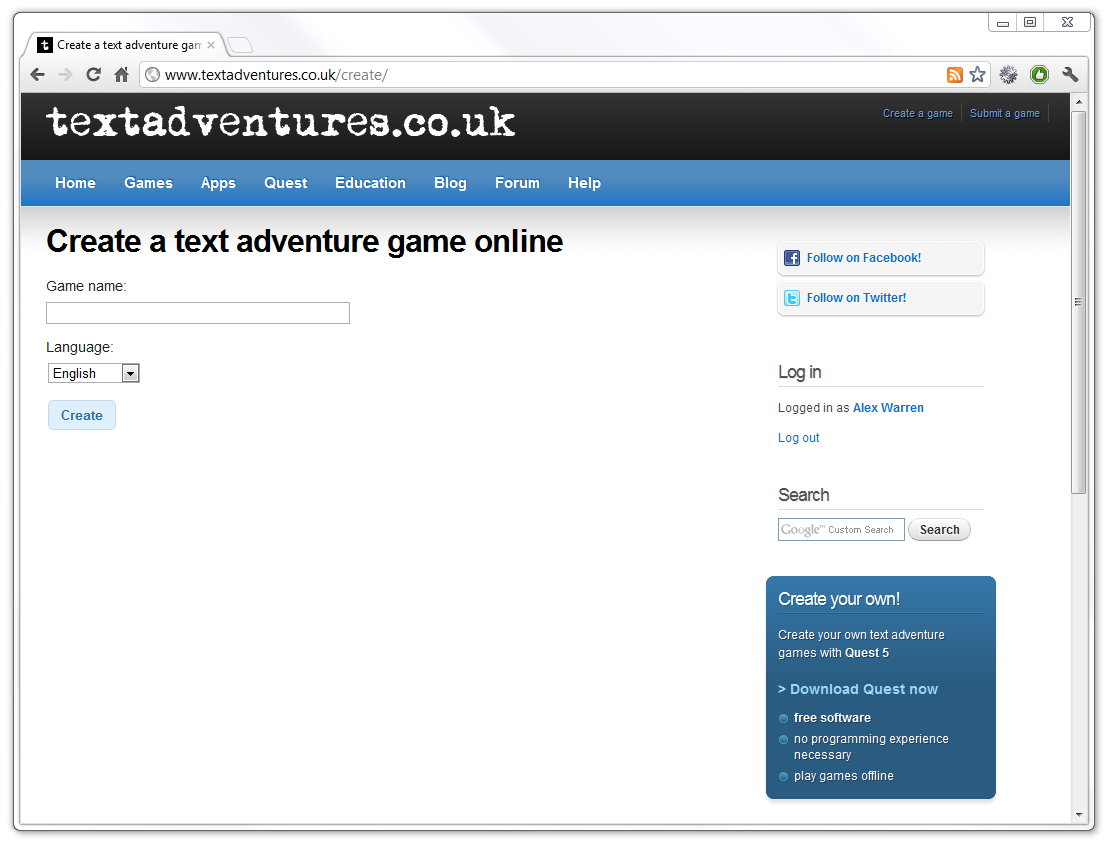 Create a text adventure gam
www.textadventures.co.uk/create/
textadventures.co.uk
Create a game
Submit a game
Home Games Apps Quest Education Blog Forum Help
Create a text adventure game online
Game name:
Language:
English
Create
Follow on Facebook!
Follow on Twitter!
Log in
Logged in as Alex Warren
Log out
Search
Google™ Custom Search
Search
Create your own!
Create your own text adventure
games with Quest 5
> Download Quest now
free software
no programming experience
necessary
play games offline